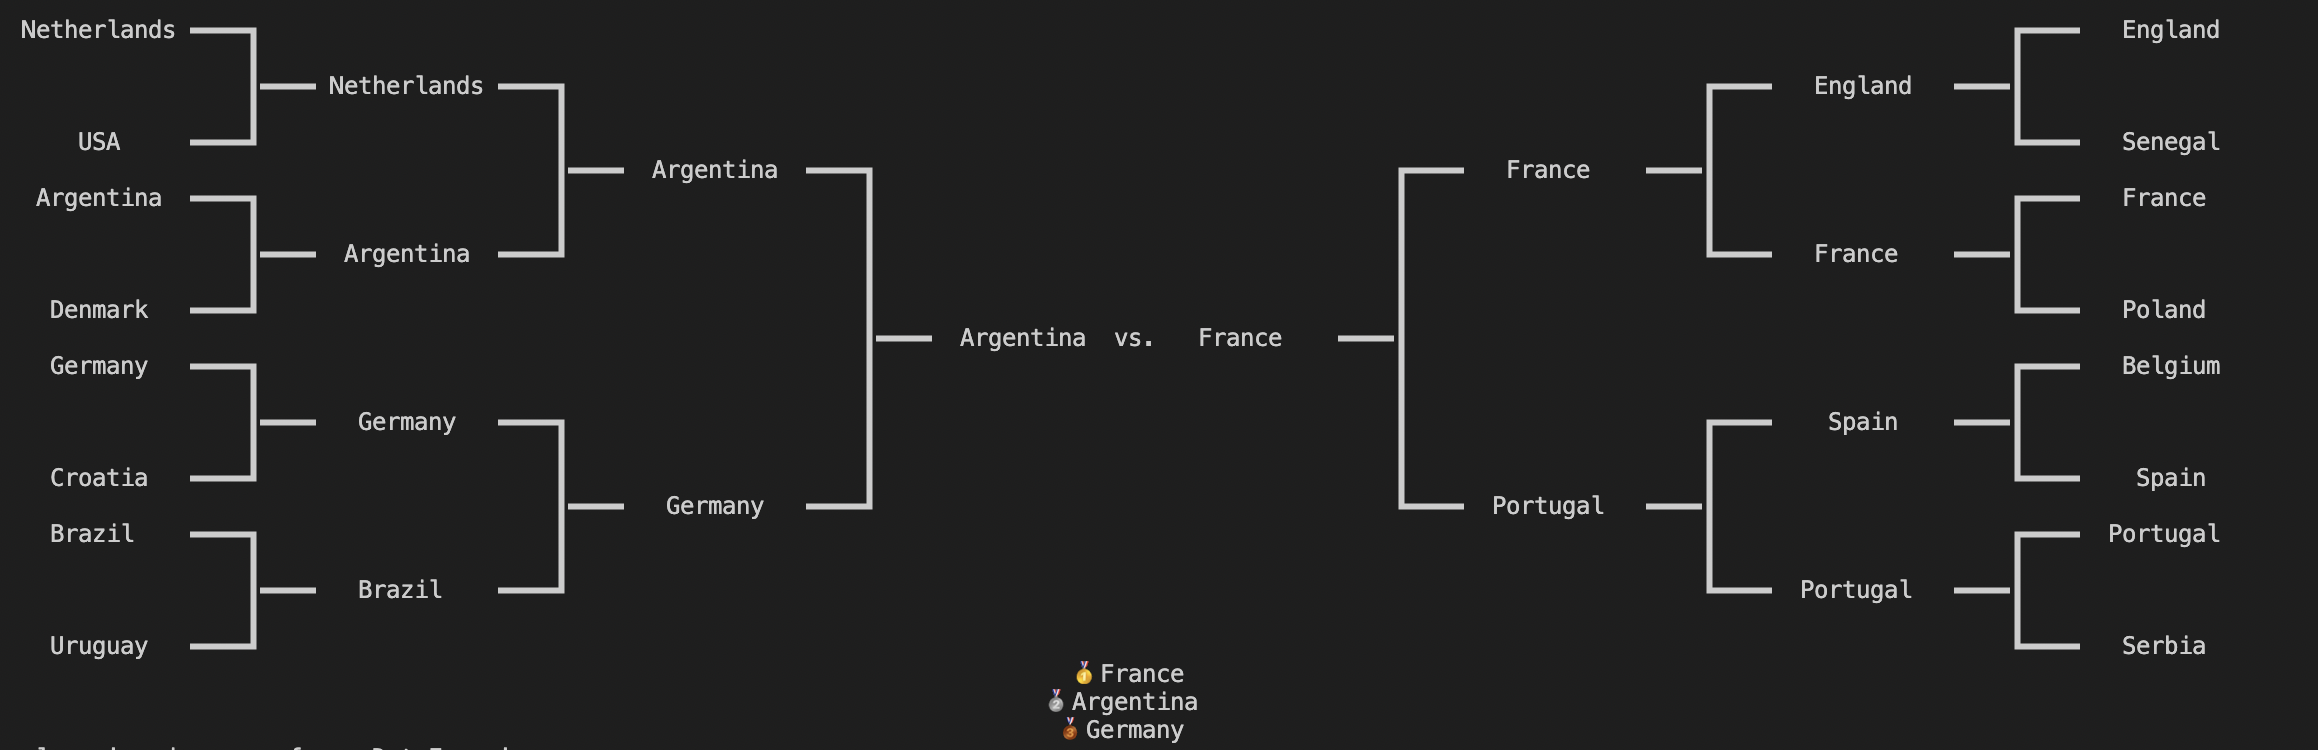 Netherlands England
Netherlands England
USA Senegal
Argentina France
Argentina France
Argentina France
Denmark Poland
Argentina vs. France
Germany Belgium
Germany Spain
Croatia Spain
Germany Portugal
Brazil Portugal
Brazil Portugal
Uruguay Serbia
🥇France
🥈Argentina
🥉Germany